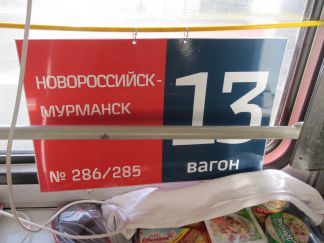 НОВОРОССИЙСК-
МУРМАНСК
№ 286/285
13
вагон